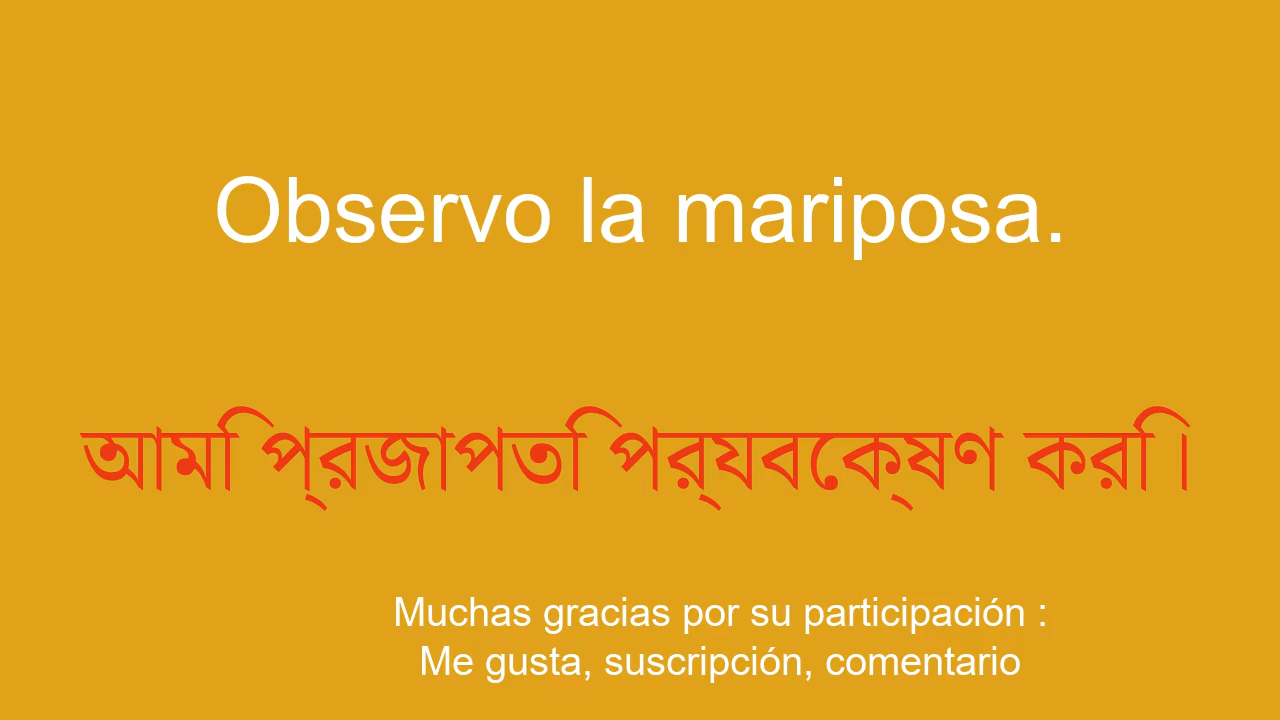 Observo la mariposa.
আমি প্রজাপতি পর্যবেক্ষণ করি।
Muchas gracias por su participación :
Me gusta, suscripción, comentario